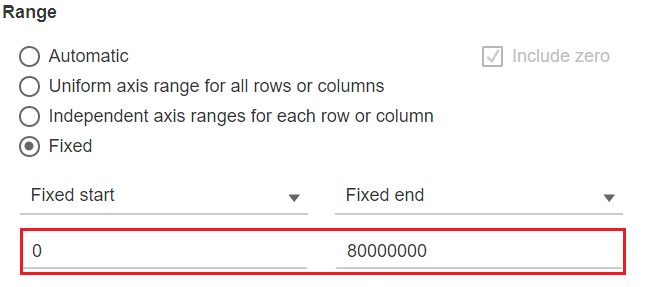 Range
Automatic
Include zero
Uniform axis range for all rows or columns
Independent axis ranges for each row or column
Fixed
Fixed start
Fixed end
0
80000000